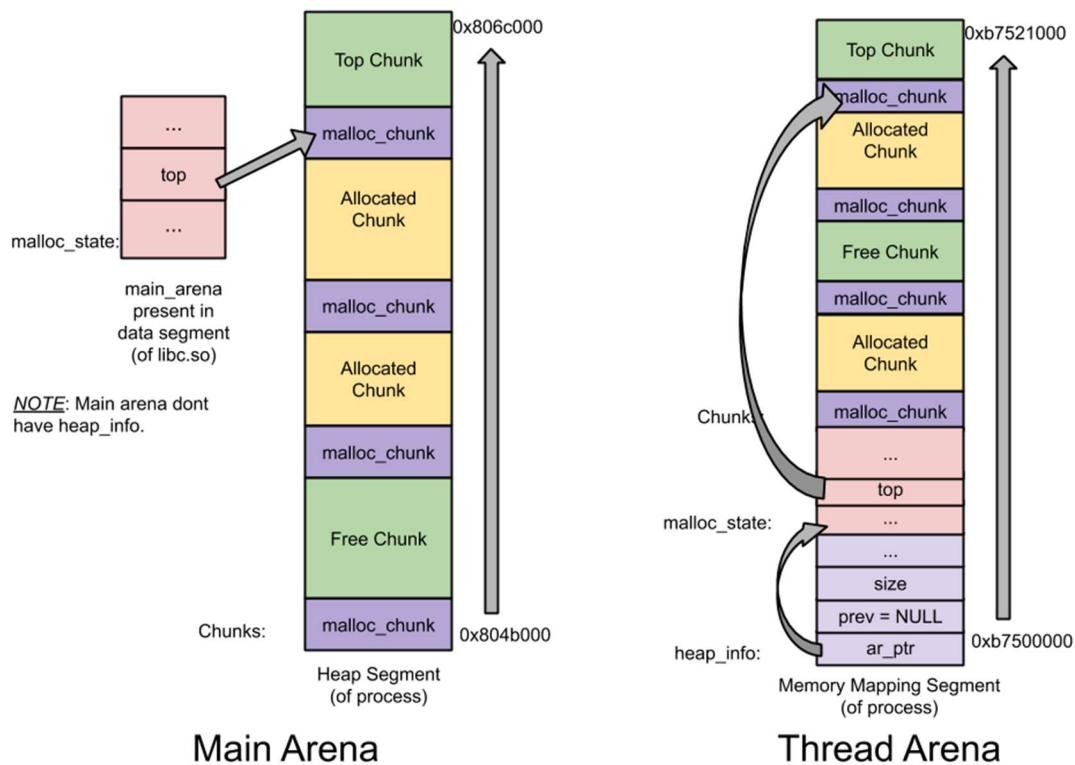 0x806c000
Top Chunk
malloc_chunk
...
top
...
malloc_state:
main_arena
present in
data segment
(of libc.so)
NOTE: Main arena dont
have heap_info.
Allocated
Chunk
malloc_chunk
Allocated
Chunk
malloc_chunk
Free Chunk
Chunks:
malloc_chunk
0x804b000
Heap Segment
(of process)
Main Arena
0xb7521000
Top Chunk
malloc_chunk
Allocated
Chunk
malloc_chunk
Free Chunk
malloc_chunk
Allocated
Chunk
malloc_chunk
Chunks:
...
top
malloc_state:
...
...
size
prev = NULL
heap_info:
ar_ptr
0xb7500000
Memory Mapping Segment
(of process)
Thread Arena